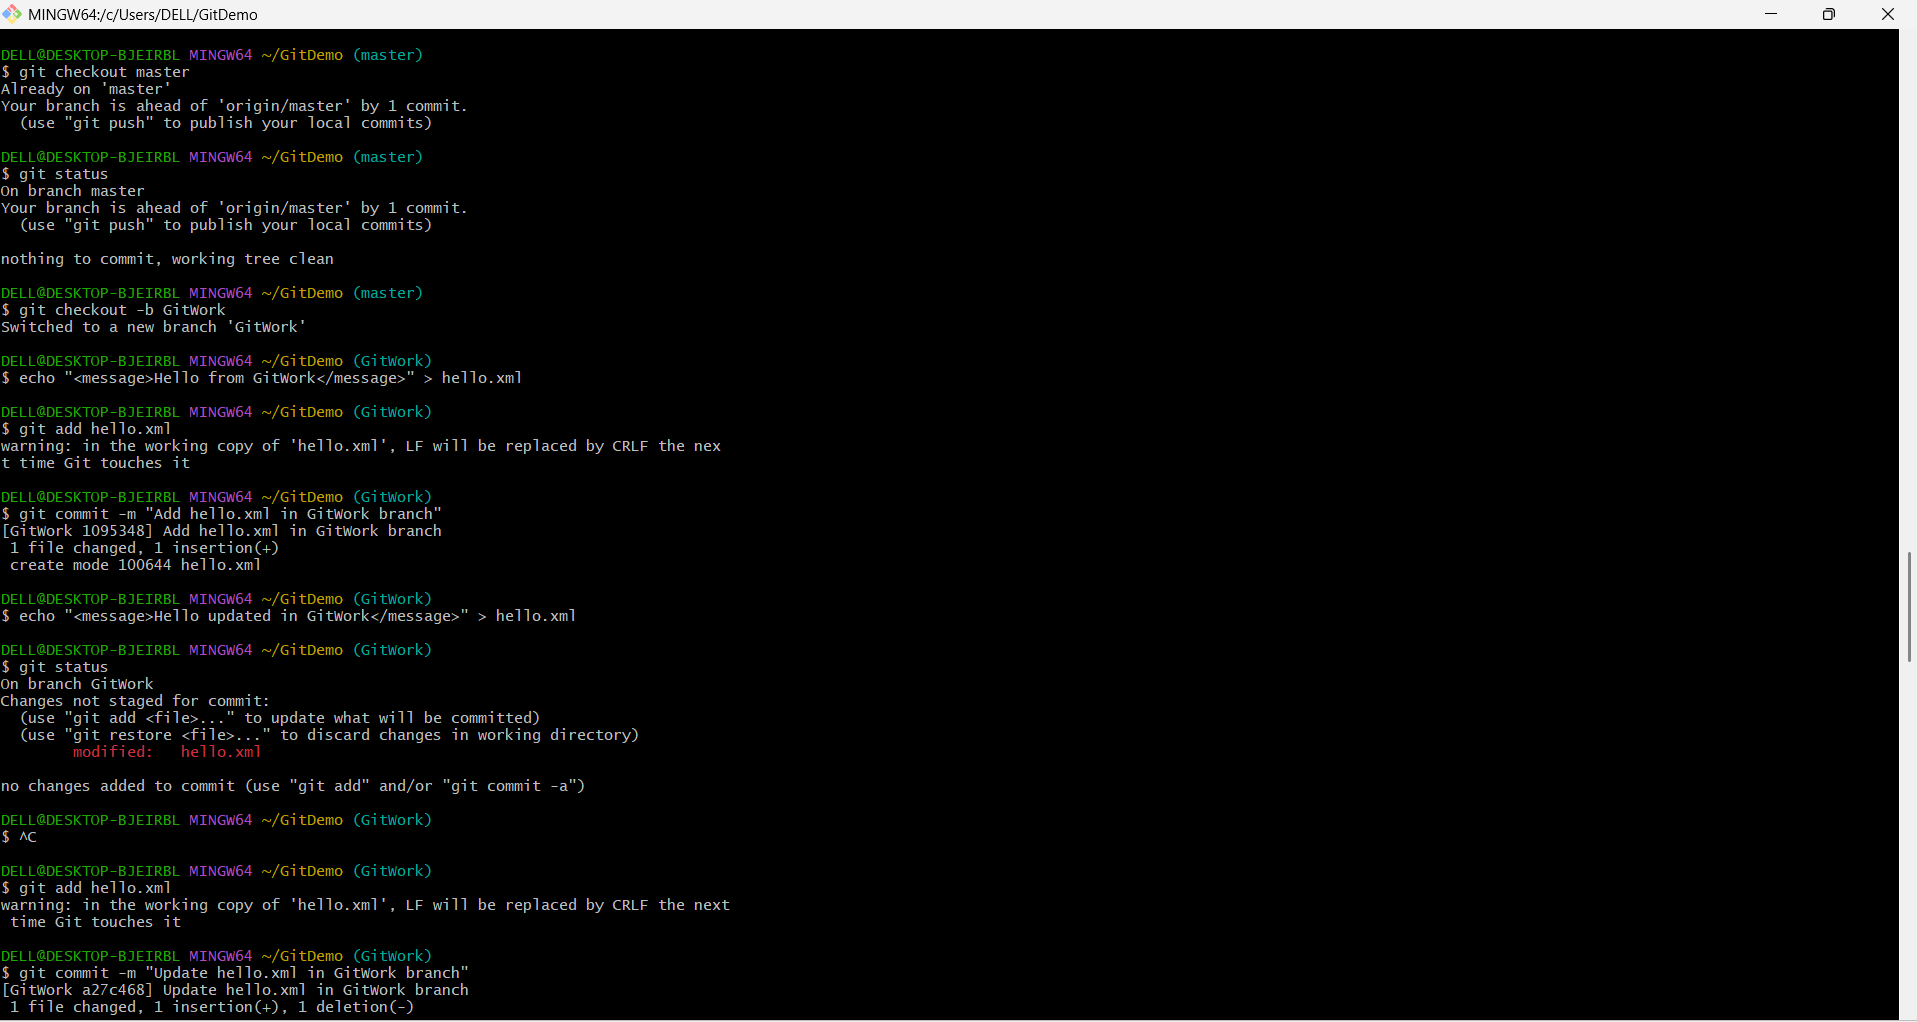 MINGW64:/c/Users/DELL/GitDemo
DELL@DESKTOP-BJEIRBL MINGW64 ~/GitDemo (master)
$ git checkout master
Already on 'master'
Your branch is ahead of 'origin/master' by 1 commit.
  (use "git push" to publish your local commits)
DELL@DESKTOP-BJEIRBL MINGW64 ~/GitDemo (master)
$ git status
On branch master
Your branch is ahead of 'origin/master' by 1 commit.
  (use "git push" to publish your local commits)
nothing to commit, working tree clean
DELL@DESKTOP-BJEIRBL MINGW64 ~/GitDemo (master)
$ git checkout -b GitWork
Switched to a new branch 'GitWork'
DELL@DESKTOP-BJEIRBL MINGW64 ~/GitDemo (GitWork)
$ echo "<message>Hello from GitWork</message>" > hello.xml
DELL@DESKTOP-BJEIRBL MINGW64 ~/GitDemo (GitWork)
$ git add hello.xml
warning: in the working copy of 'hello.xml', LF will be replaced by CRLF the nex
t time Git touches it
DELL@DESKTOP-BJEIRBL MINGW64 ~/GitDemo (GitWork)
$ git commit -m "Add hello.xml in GitWork branch"
[GitWork 1095348] Add hello.xml in GitWork branch
 1 file changed, 1 insertion(+)
 create mode 100644 hello.xml
DELL@DESKTOP-BJEIRBL MINGW64 ~/GitDemo (GitWork)
$ echo "<message>Hello updated in GitWork</message>" > hello.xml
DELL@DESKTOP-BJEIRBL MINGW64 ~/GitDemo (GitWork)
$ git status
On branch GitWork
Changes not staged for commit:
  (use "git add <file>..." to update what will be committed)
  (use "git restore <file>..." to discard changes in working directory)
        modified:   hello.xml
no changes added to commit (use "git add" and/or "git commit -a")
DELL@DESKTOP-BJEIRBL MINGW64 ~/GitDemo (GitWork)
$ ^C
DELL@DESKTOP-BJEIRBL MINGW64 ~/GitDemo (GitWork)
$ git add hello.xml
warning: in the working copy of 'hello.xml', LF will be replaced by CRLF the next
 time Git touches it
DELL@DESKTOP-BJEIRBL MINGW64 ~/GitDemo (GitWork)
$ git commit -m "Update hello.xml in GitWork branch"
[GitWork a27c468] Update hello.xml in GitWork branch
 1 file changed, 1 insertion(+), 1 deletion(-)